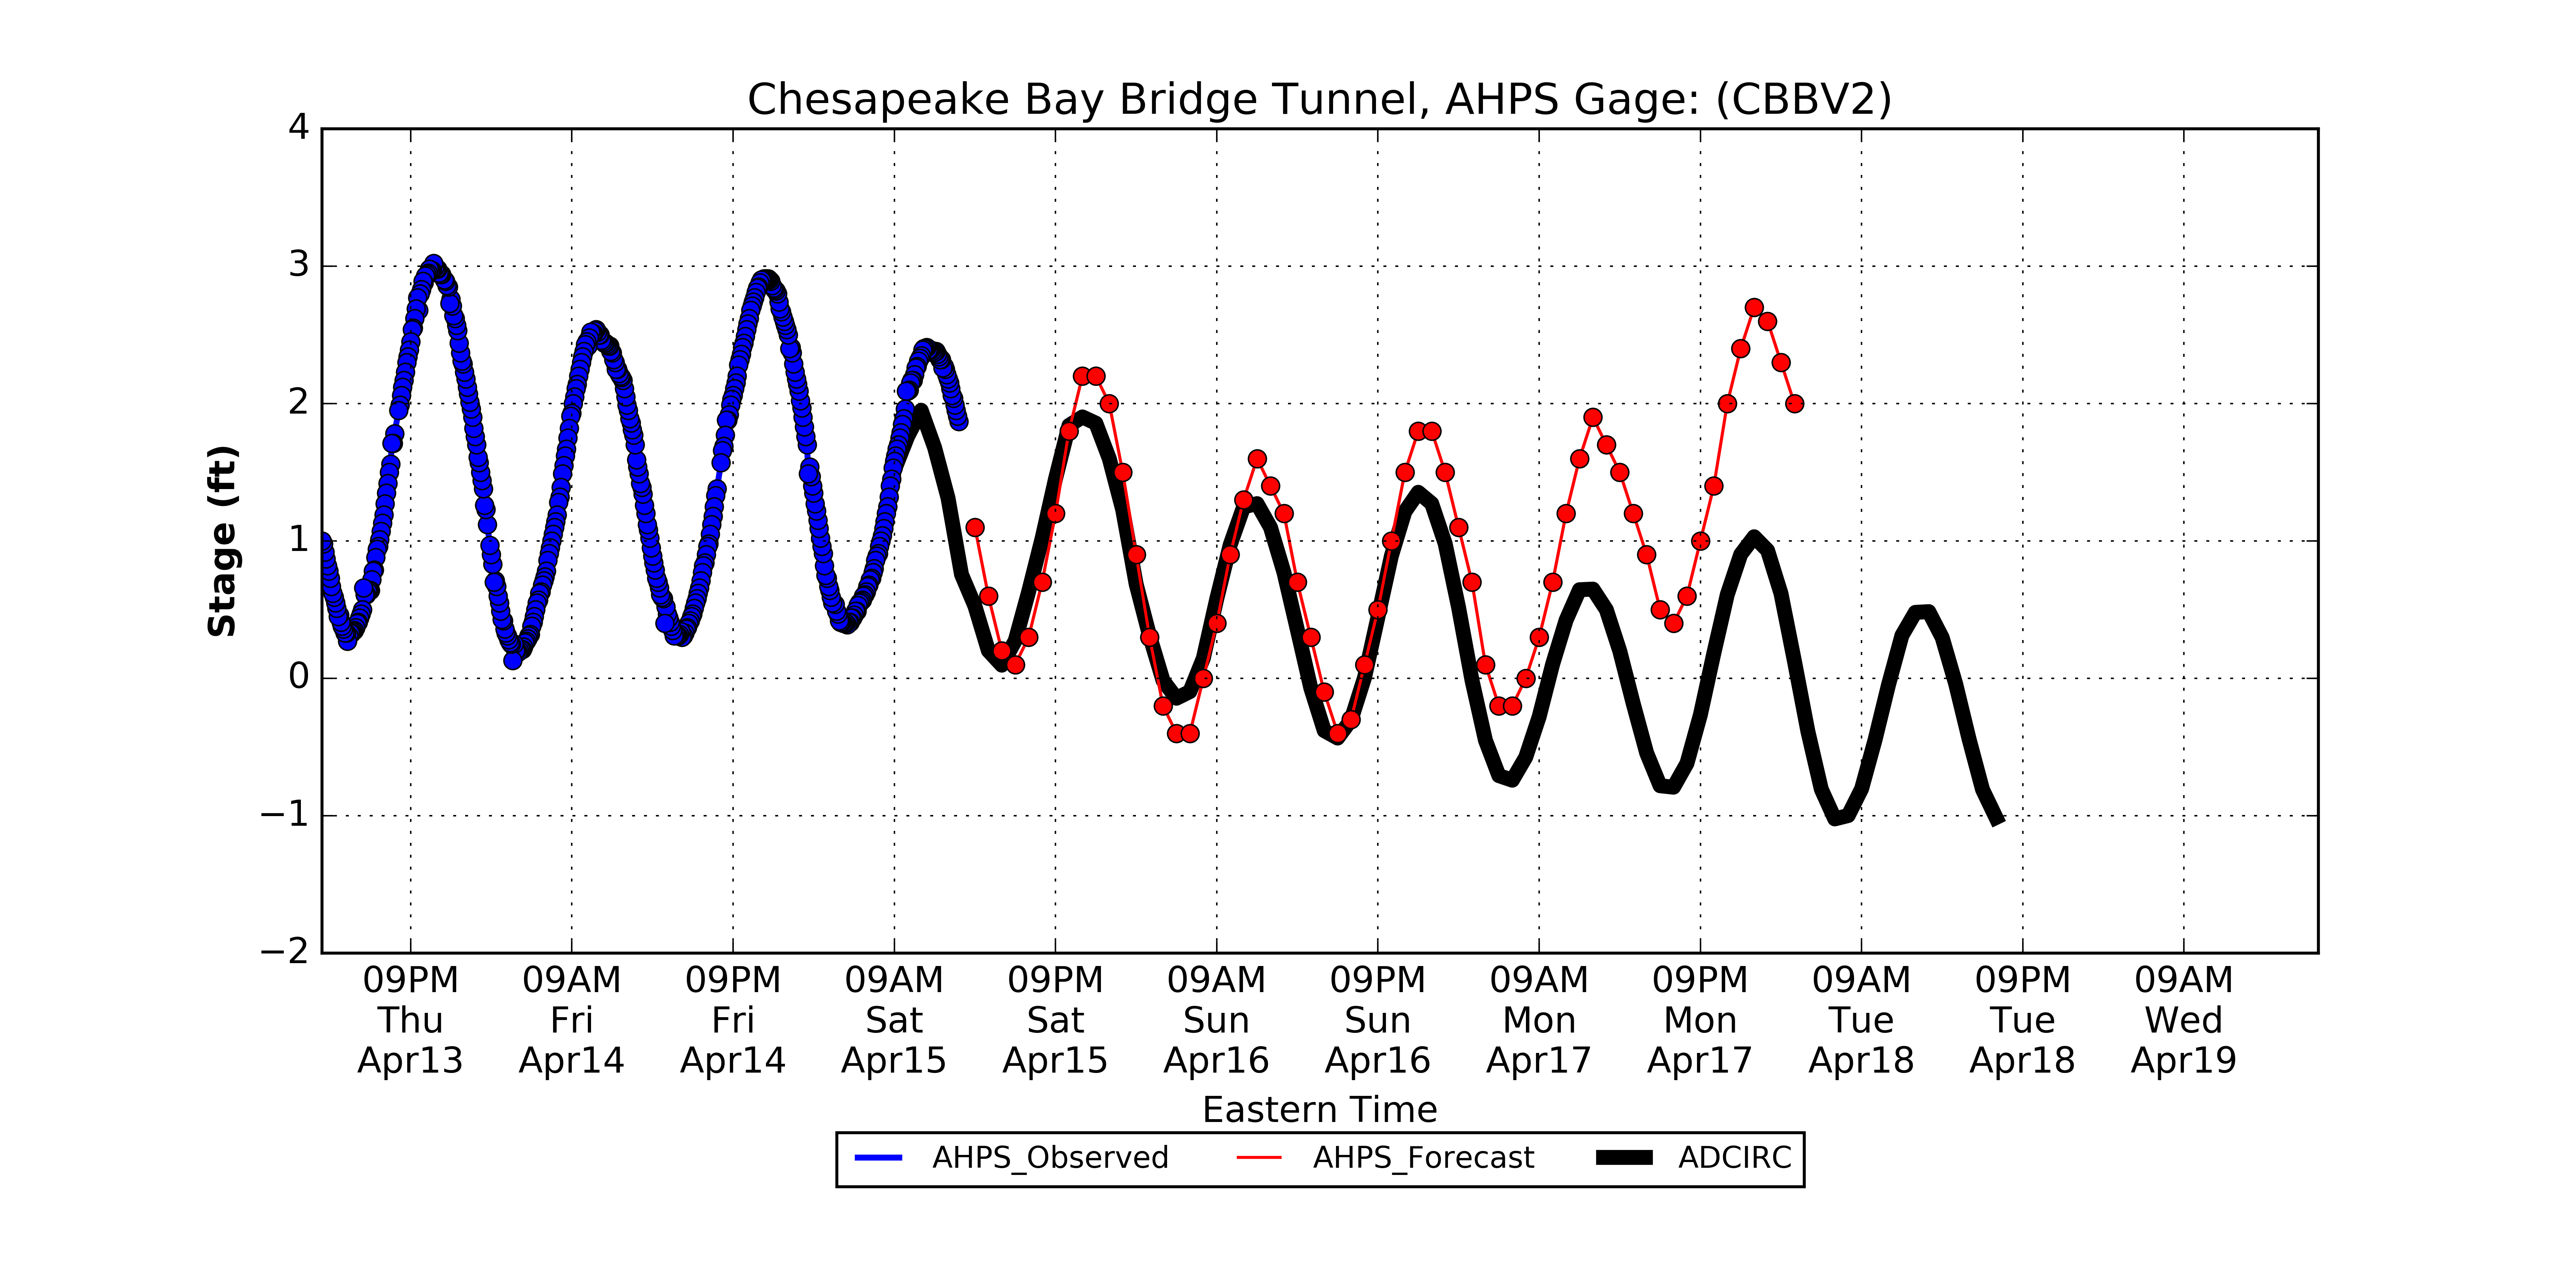 Chesapeake Bay Bridge Tunnel, AHPS Gage: (CBBV2)
4
3
2
1
0
−1
−2
Stage (ft)
09PM 09AM 09PM 09AM 09PM 09AM 09PM 09AM 09PM 09AM 09PM 09AM
Thu Fri Fri Sat Sat Sun Sun Mon Mon Tue Tue Wed
Apr13 Apr14 Apr14 Apr15 Apr15 Apr16 Apr16 Apr17 Apr17 Apr18 Apr18 Apr19
Eastern Time
AHPS_Observed AHPS_Forecast ADCIRC